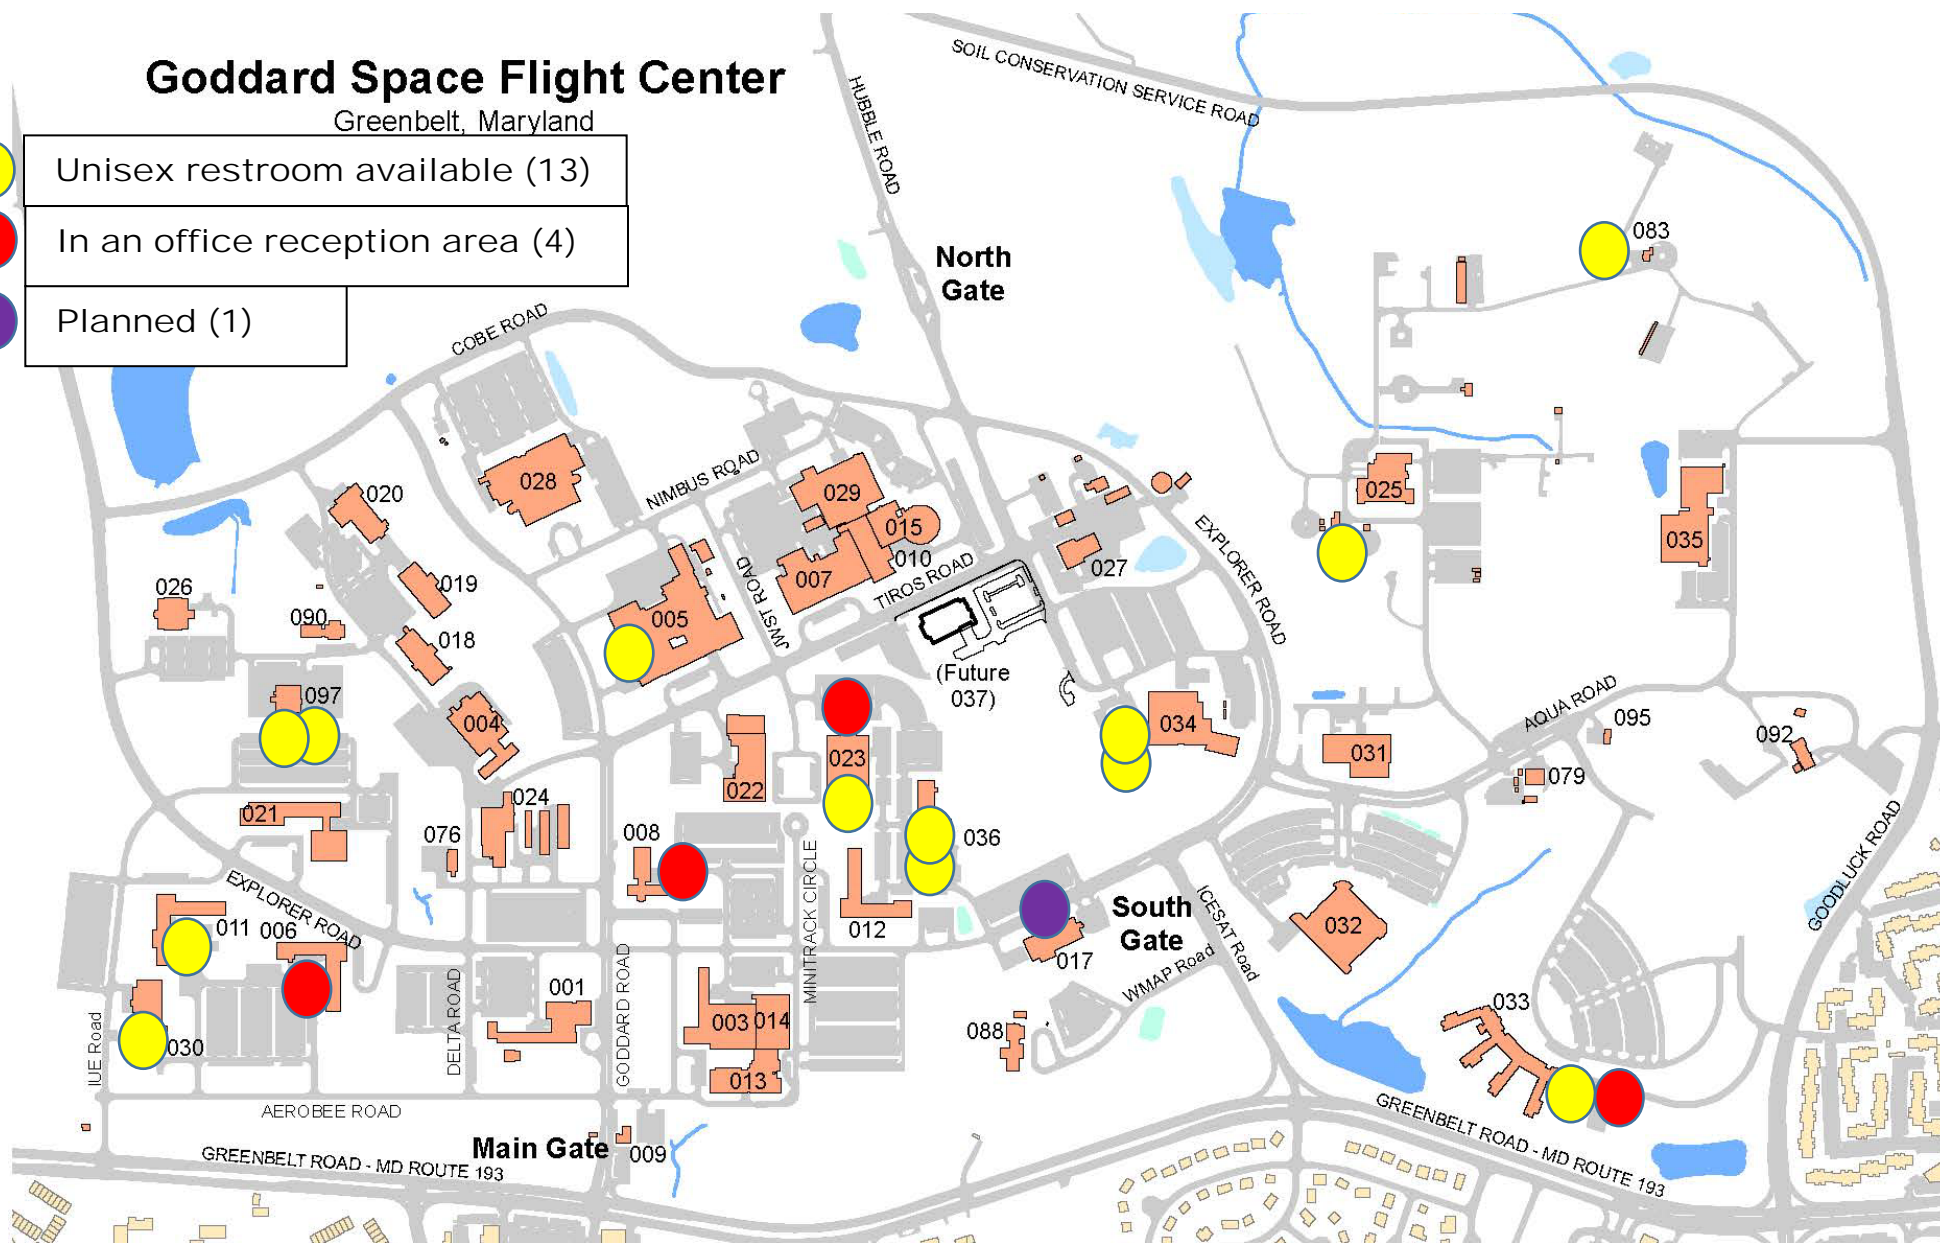 Goddard Space Flight Center
Greenbelt, Maryland
Unisex restroom available (13)
In an office reception area (4)
Planned (1)
SOIL CONSERVATION SERVICE ROAD
HUBBLE ROAD
North
Gate
083
COBE ROAD
NIMBUS ROAD
028
029
020
015
025
010
035
019
007
TIROS ROAD
027
EXPLORER ROAD
026
090
005
JWST ROAD
018
(Future
037)
097
004
034
AQUA ROAD
095
092
031
023
022
079
024
021
076
008
036
GOODLUCK ROAD
MINITRACK CIRCLE
EXPLORER ROAD
011
006
012
South
Gate
ICESAT Road
032
017
WMAP Road
001
033
003
014
088
IUE Road
030
DELTA ROAD
GODDARD ROAD
013
AEROBEE ROAD
GREENBELT ROAD - MD ROUTE 193
Main Gate
009
GREENBELT ROAD - MD ROUTE 193